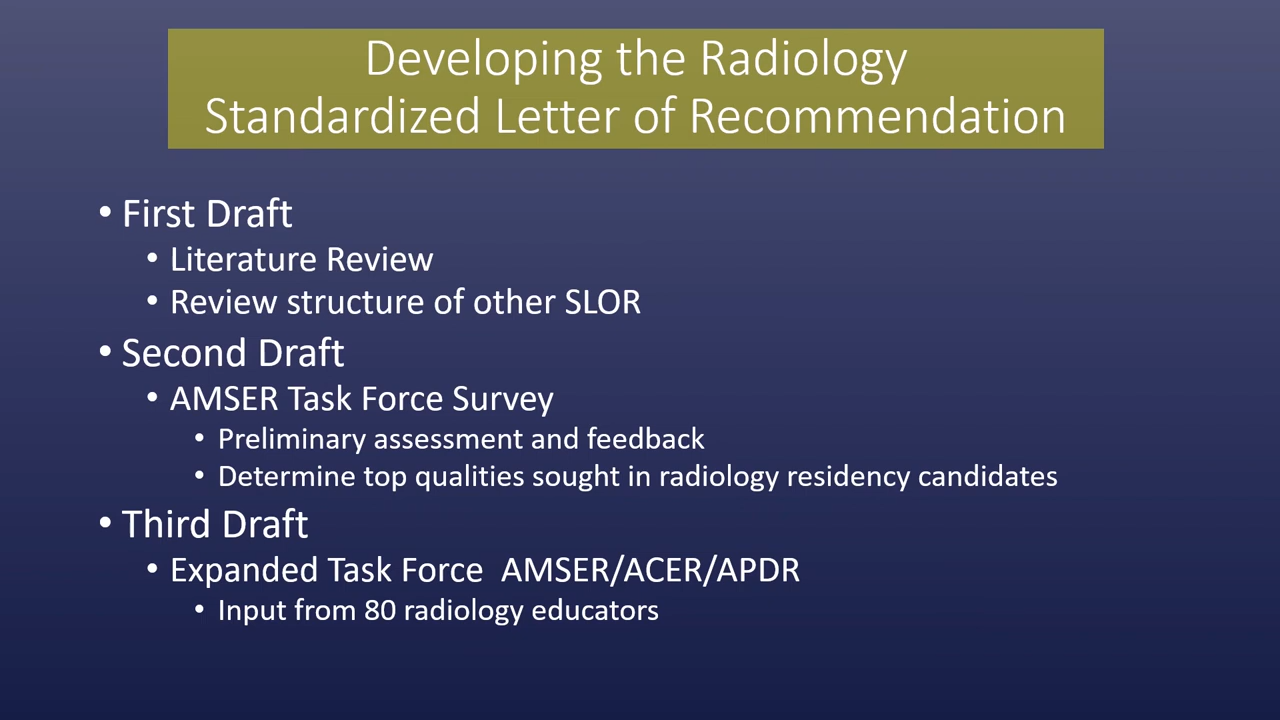 Developing the Radiology
Standardized Letter of Recommendation
• First Draft
• Literature Review
• Review structure of other SLOR
• Second Draft
• AMSER Task Force Survey
• Preliminary assessment and feedback
• Determine top qualities sought in radiology residency candidates
• Third Draft
• Expanded Task Force  AMSER/ACER/APDR
• Input from 80 radiology educators